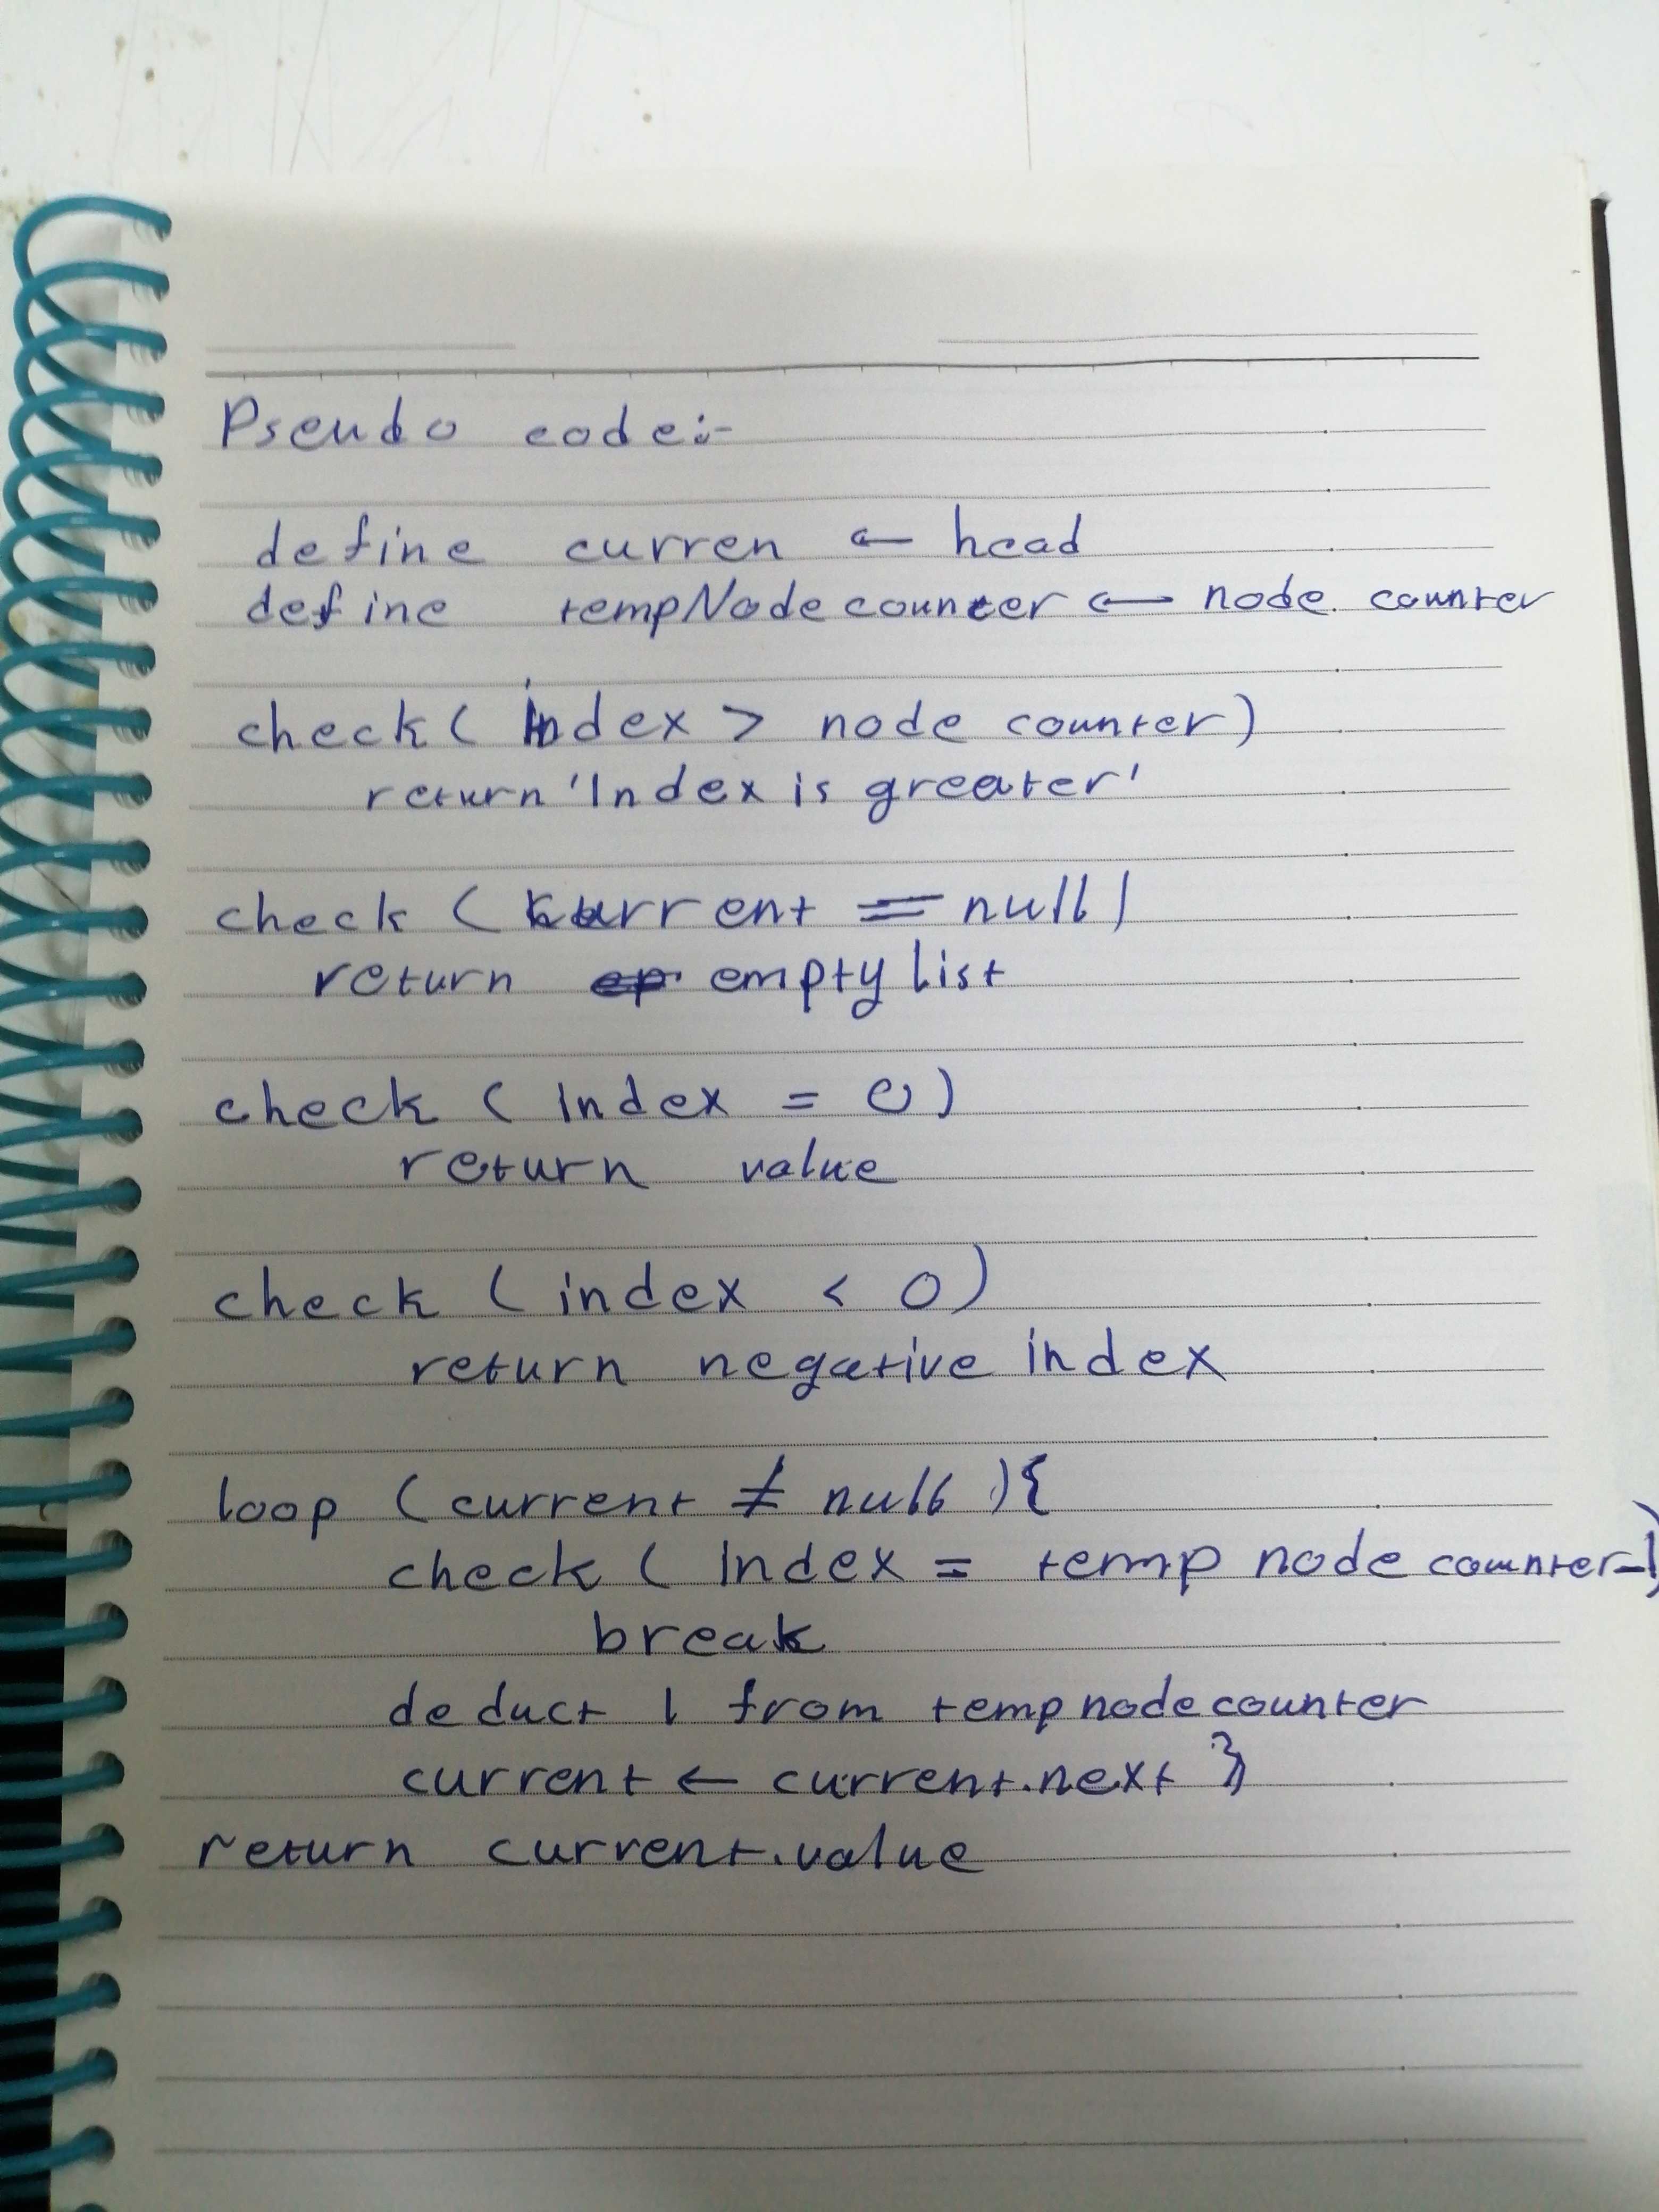 Pseudo code:-
define curren ← head
define tempNode counter ← node counter
check ( index > node counter)
return 'Index is greater'
check ( current == null)
return empty list
check ( index = 0)
return value
check ( index < 0)
return negative index
loop ( current ≠ null ){
check ( index = temp node counter-1)
break
deduct 1 from temp node counter
current ← current.next }
return current.value